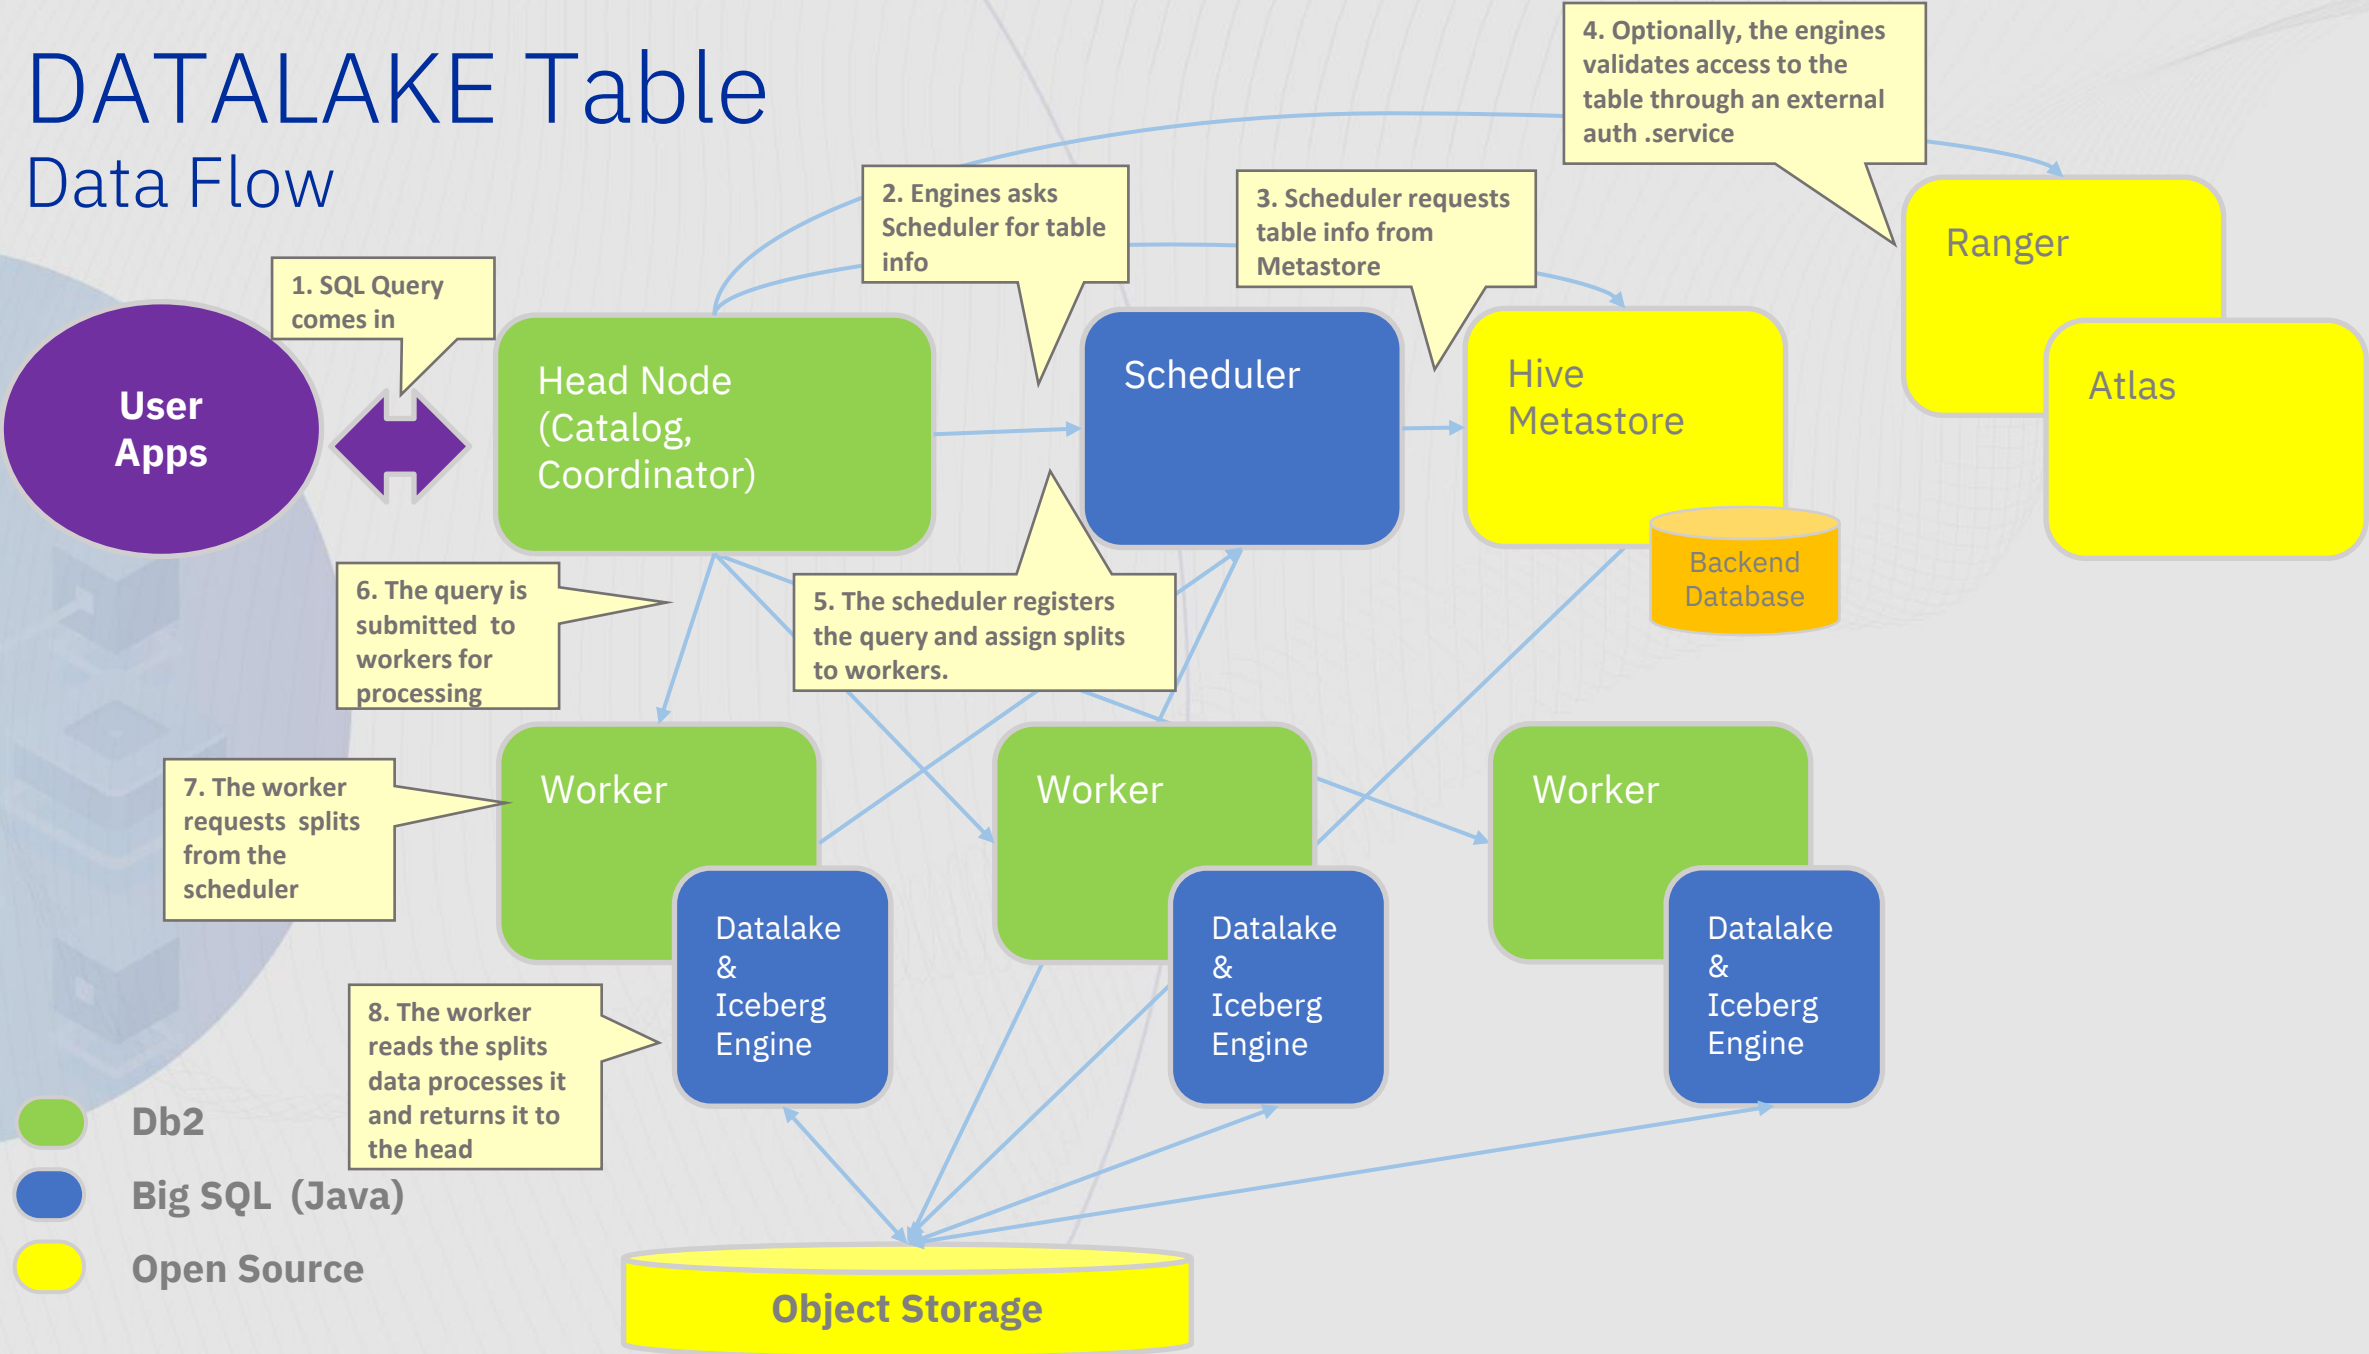 DATALAKE Table
Data Flow
4. Optionally, the engines
validates access to the
table through an external
auth .service
2. Engines asks
Scheduler for table
info
3. Scheduler requests
table info from
Metastore
1. SQL Query
comes in
User
Apps
Head Node
(Catalog,
Coordinator)
Scheduler
Hive
Metastore
Backend
Database
Ranger
Atlas
6. The query is
submitted  to
workers for
processing
5. The scheduler registers
the query and assign splits
to workers.
7. The worker
requests  splits
from the
scheduler
Worker
Worker
Worker
Datalake
&
Iceberg
Engine
Datalake
&
Iceberg
Engine
Datalake
&
Iceberg
Engine
8. The worker
reads the splits
data processes it
and returns it to
the head
Db2
Big SQL  (Java)
Open Source
Object Storage